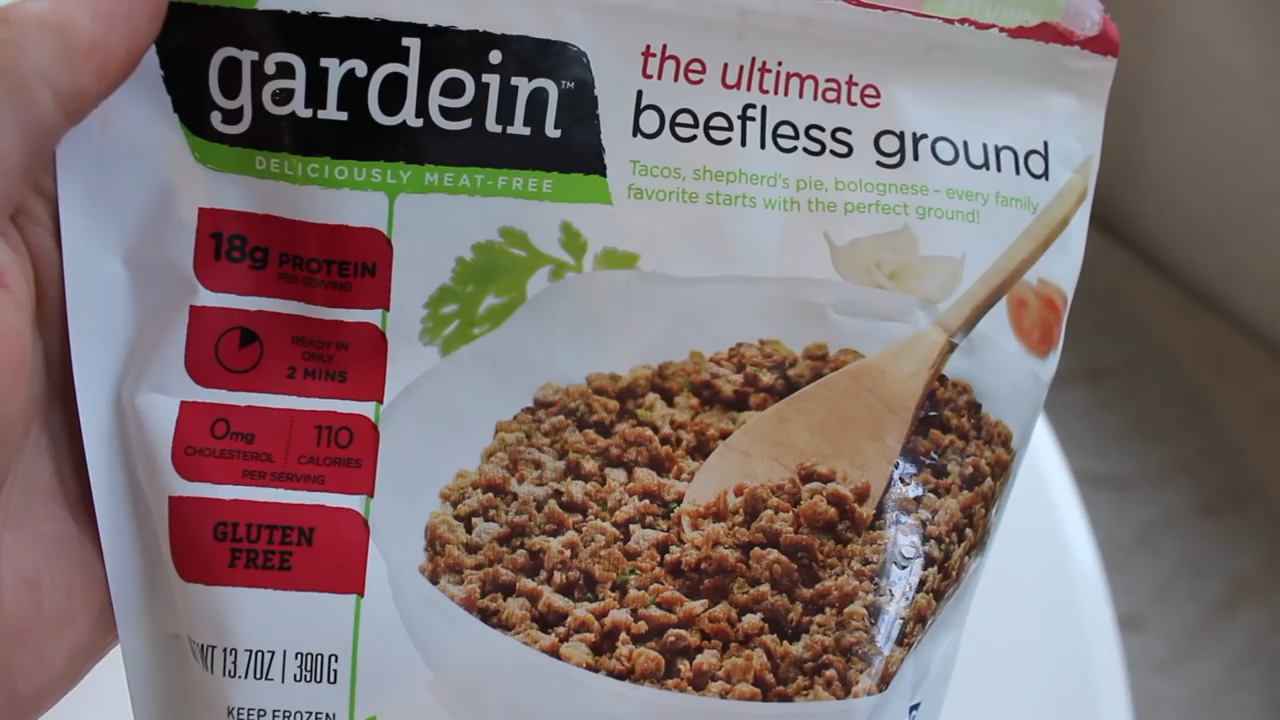 gardein™
DELICIOUSLY MEAT-FREE
the ultimate
beefless ground
Tacos, shepherd's pie, bolognese - every family
favorite starts with the perfect ground!
18g PROTEIN
PER SERVING
READY IN
ONLY
2 MINS
0mg
CHOLESTEROL
110
CALORIES
PER SERVING
GLUTEN
FREE
WT 13.7OZ | 390G
KEEP FROZEN